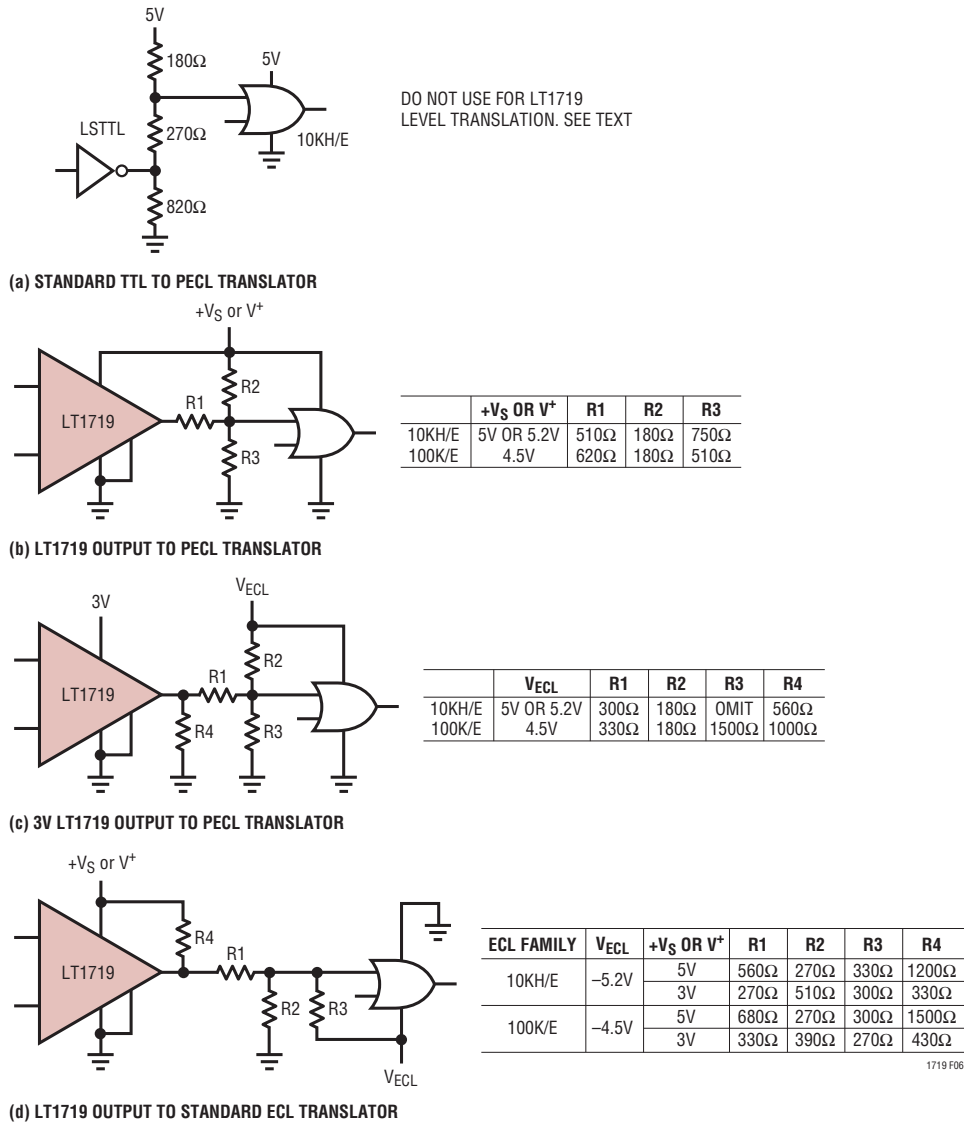 5V
180Ω
5V
DO NOT USE FOR LT1719
LEVEL TRANSLATION. SEE TEXT
LSTTL
270Ω
10KH/E
820Ω
(a) STANDARD TTL TO PECL TRANSLATOR
+VS or V+
R2
R1
LT1719
R3
+VS OR V+ R1 R2 R3
10KH/E 5V OR 5.2V 510Ω 180Ω 750Ω
100K/E 4.5V 620Ω 180Ω 510Ω
(b) LT1719 OUTPUT TO PECL TRANSLATOR
VECL
3V
R2
R1
LT1719
R4
R3
VECL R1 R2 R3 R4
10KH/E 5V OR 5.2V 300Ω 180Ω OMIT 560Ω
100K/E 4.5V 330Ω 180Ω 1500Ω 1000Ω
(c) 3V LT1719 OUTPUT TO PECL TRANSLATOR
+VS or V+
R4
R1
LT1719
R2
R3
VECL
ECL FAMILY VECL +VS OR V+ R1 R2 R3 R4
10KH/E –5.2V 5V 560Ω 270Ω 330Ω 1200Ω
3V 270Ω 510Ω 300Ω 330Ω
100K/E –4.5V 5V 680Ω 270Ω 300Ω 1500Ω
3V 330Ω 390Ω 270Ω 430Ω
1719 F06
(d) LT1719 OUTPUT TO STANDARD ECL TRANSLATOR